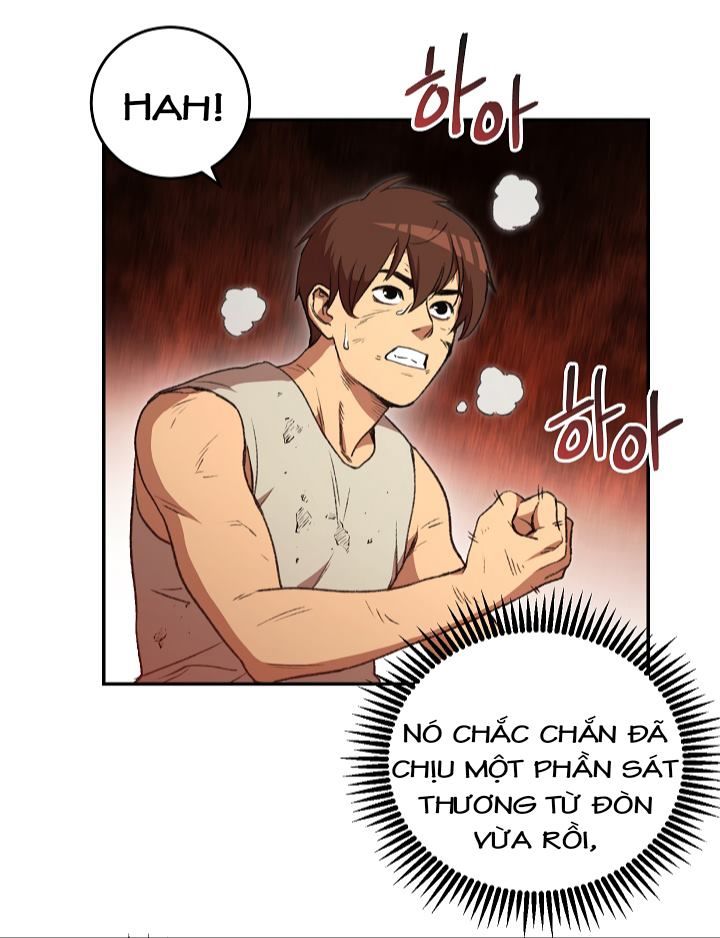 HAH!
하아
하아
NÓ CHẮC CHẮN ĐÃ
CHỊU MỘT PHẦN SÁT
THƯƠNG TỪ ĐÒN
VỪA RỒI,